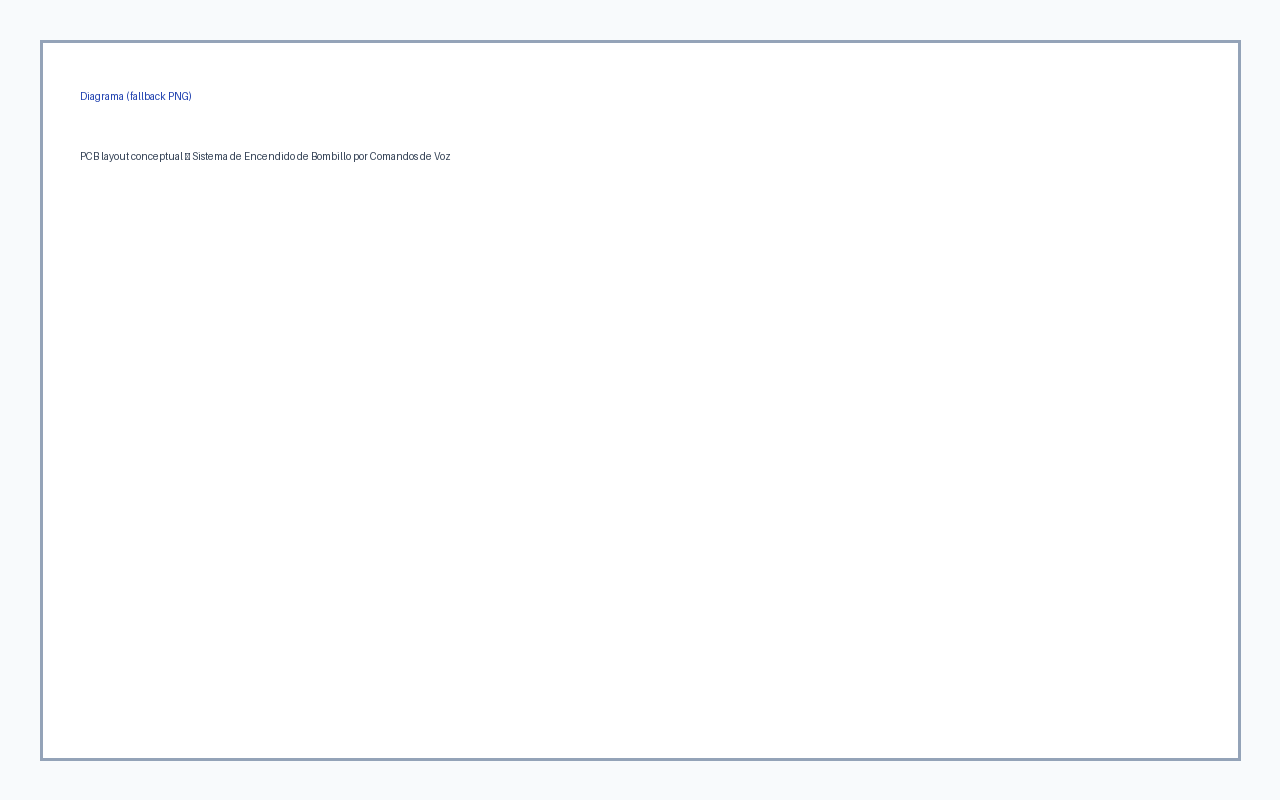 Diagrama (fallback PNG)
PCB layout conceptual Sistema de Encendido de Bombillo por Comandos de Voz